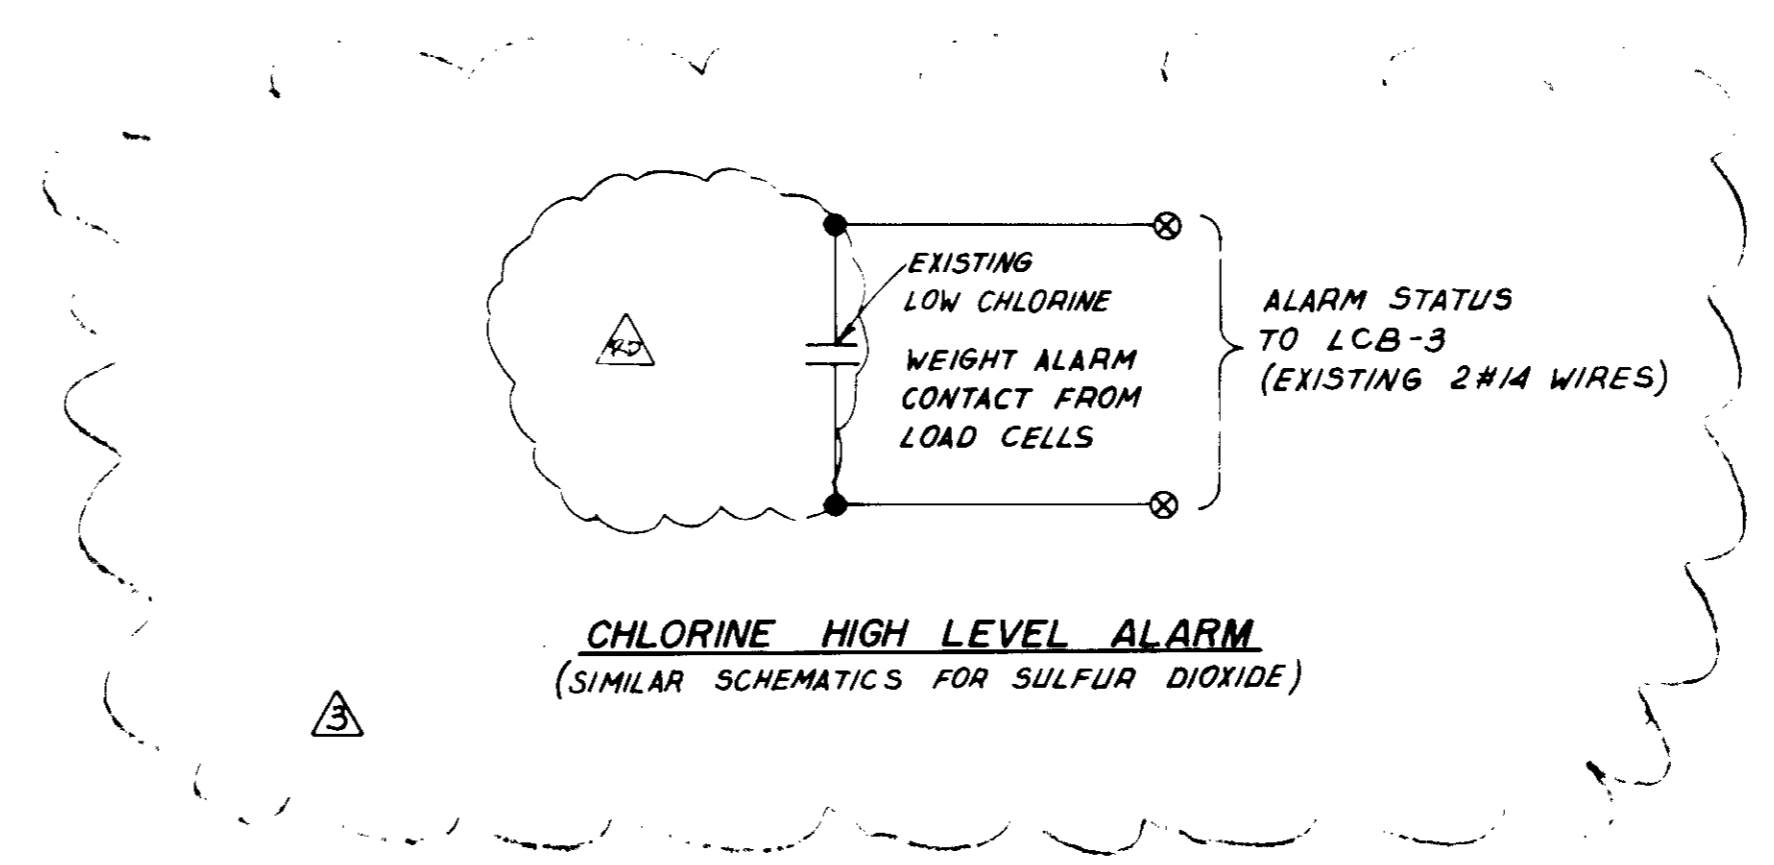 EXISTING
LOW CHLORINE
WEIGHT ALARM
CONTACT FROM
LOAD CELLS
ALARM STATUS
TO LCB-3
(EXISTING 2#14 WIRES)
CHLORINE HIGH LEVEL ALARM
(SIMILAR SCHEMATICS FOR SULFUR DIOXIDE)
3